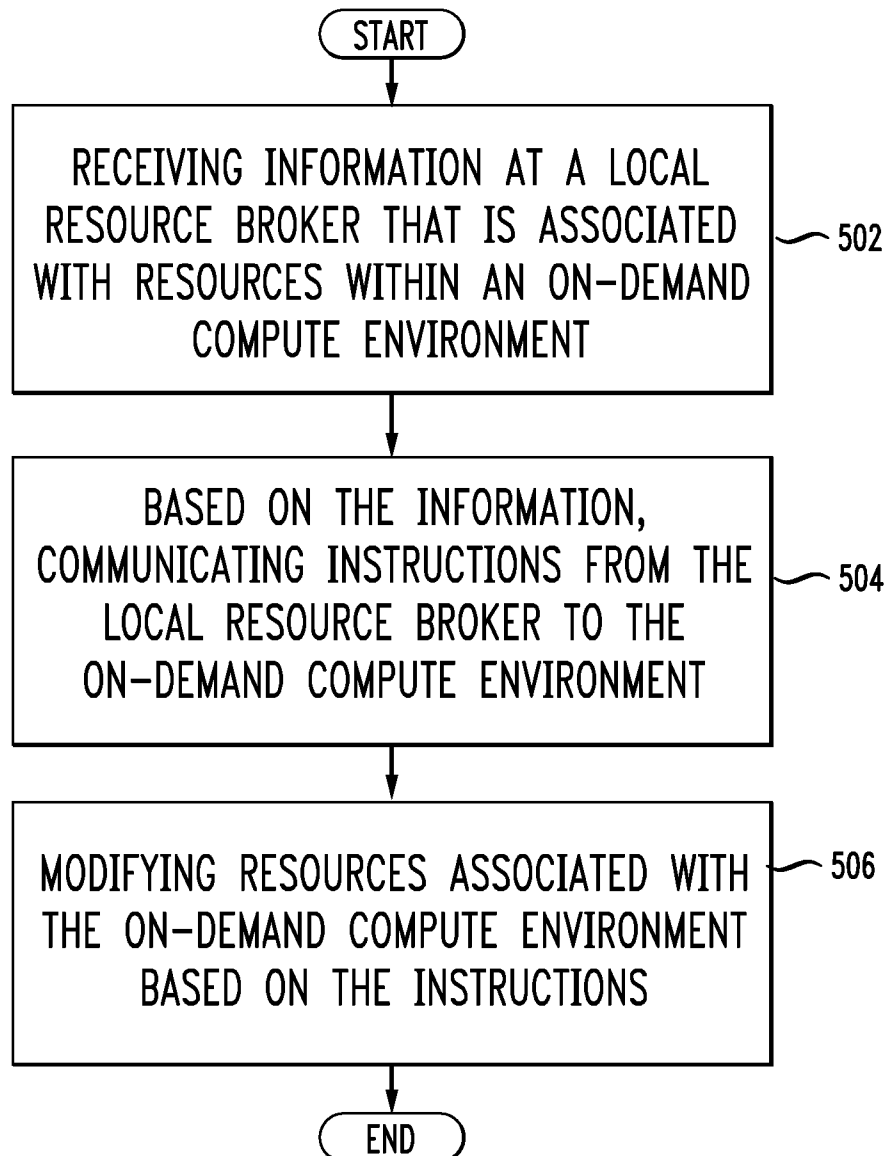 START
RECEIVING INFORMATION AT A LOCAL
RESOURCE BROKER THAT IS ASSOCIATED
WITH RESOURCES WITHIN AN ON-DEMAND
COMPUTE ENVIRONMENT
502
BASED ON THE INFORMATION,
COMMUNICATING INSTRUCTIONS FROM THE
LOCAL RESOURCE BROKER TO THE
ON-DEMAND COMPUTE ENVIRONMENT
504
MODIFYING RESOURCES ASSOCIATED WITH
THE ON-DEMAND COMPUTE ENVIRONMENT
BASED ON THE INSTRUCTIONS
506
END